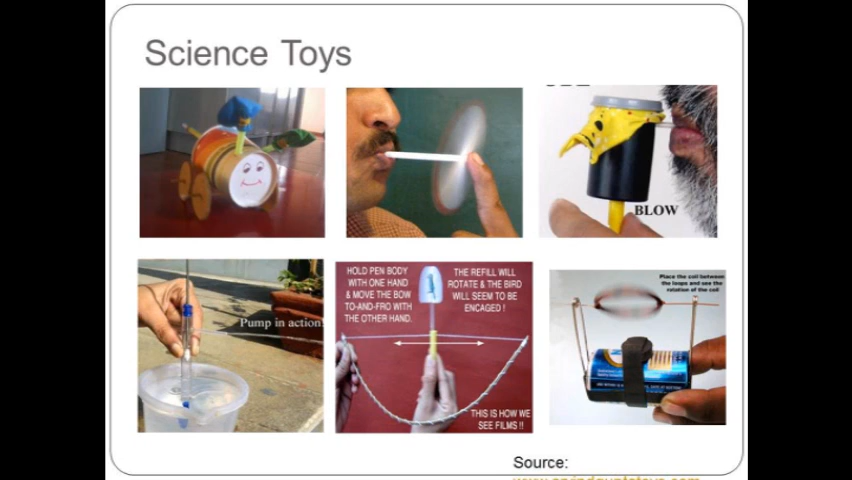 Science Toys
BLOW
Pump in action!
HOLD PEN BODY
WITH ONE HAND
& MOVE THE BOW
TO-AND-FRO WITH
THE OTHER HAND.
THE REFILL WILL
ROTATE & THE BIRD
WILL SEEM TO BE
ENCAGED !
THIS IS HOW WE
SEE FILMS !!
Place the coil between
the loops and see the
rotation of the coil
Source: